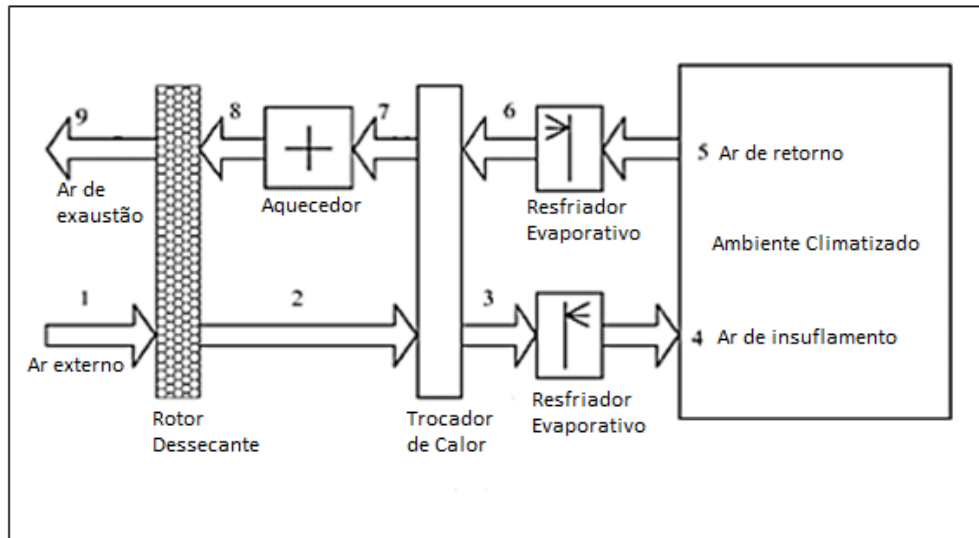 9
8
7
6
5 Ar de retorno
Ar de
exaustão
Aquecedor
Resfriador
Evaporativo
Ambiente Climatizado
1
2
3
4 Ar de insuflamento
Ar externo
Rotor
Dessecante
Trocador
de Calor
Resfriador
Evaporativo